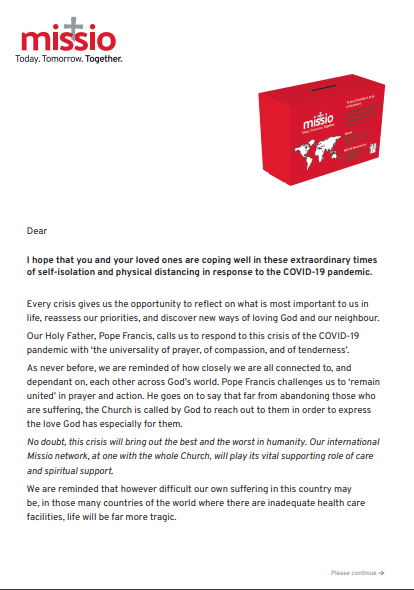 missio
Today. Tomorrow. Together.
missio
Today. Tomorrow. Together.
Dear
I hope that you and your loved ones are coping well in these extraordinary times
of self-isolation and physical distancing in response to the COVID-19 pandemic.
Every crisis gives us the opportunity to reflect on what is most important to us in
life, reassess our priorities, and discover new ways of loving God and our neighbour.
Our Holy Father, Pope Francis, calls us to respond to this crisis of the COVID-19
pandemic with ‘the universality of prayer, of compassion, and of tenderness’.
As never before, we are reminded of how closely we are all connected to, and
dependant on, each other across God’s world. Pope Francis challenges us to ‘remain
united’ in prayer and action. He goes on to say that far from abandoning those who
are suffering, the Church is called by God to reach out to them in order to express
the love God has especially for them.
No doubt, this crisis will bring out the best and the worst in humanity. Our international
Missio network, at one with the whole Church, will play its vital supporting role of care
and spiritual support.
We are reminded that however difficult our own suffering in this country may
be, in those many countries of the world where there are inadequate health care
facilities, life will be far more tragic.
Please continue →